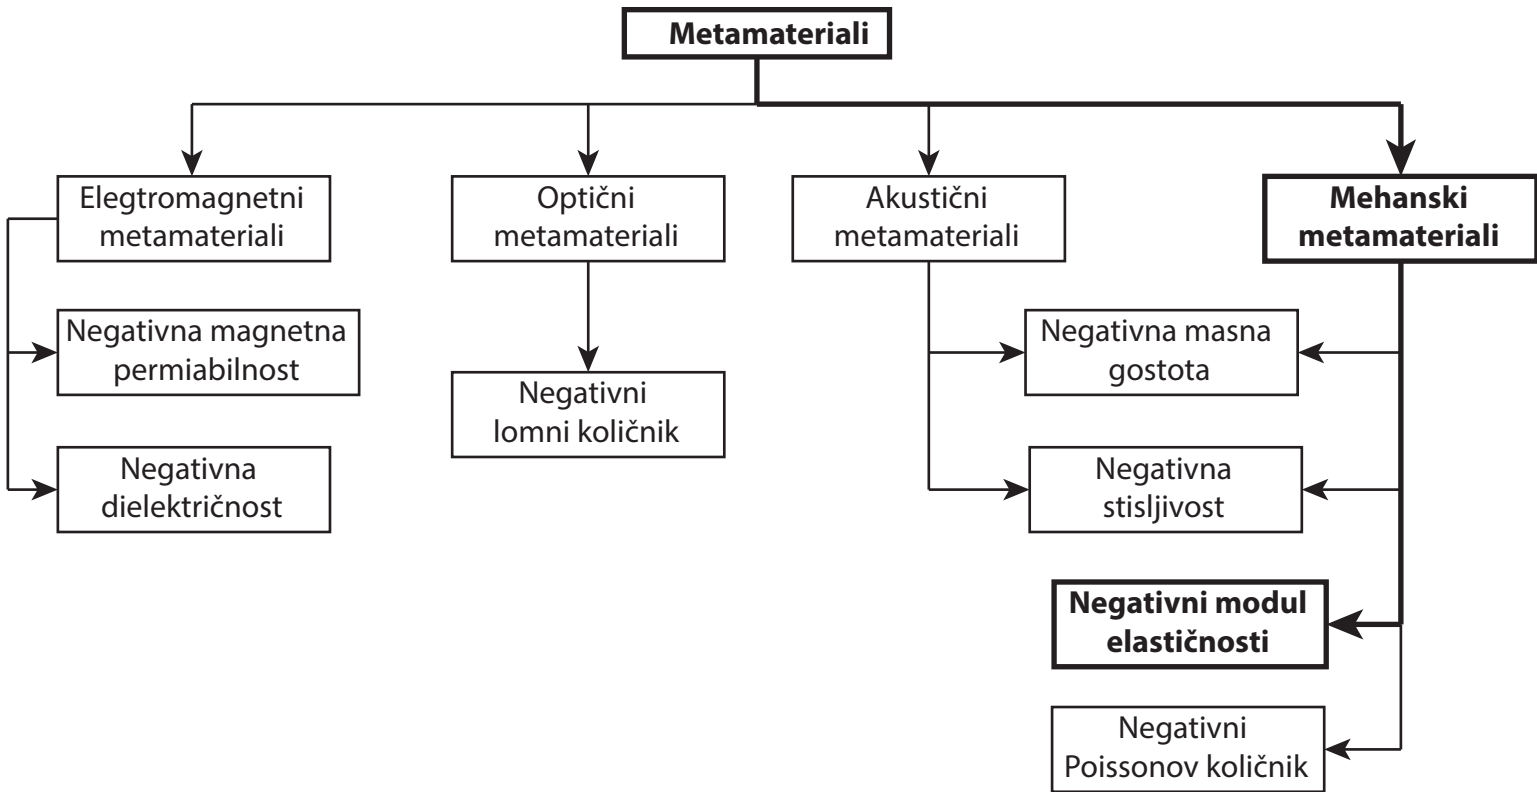 Metamateriali
Elegtromagnetni
metamateriali
Optični
metamateriali
Akustični
metamateriali
Mehanski
metamateriali
Negativna magnetna
permiabilnost
Negativni
lomni količnik
Negativna masna
gostota
Negativna
dielektričnost
Negativna
stisljivost
Negativni modul
elastičnosti
Negativni
Poissonov količnik